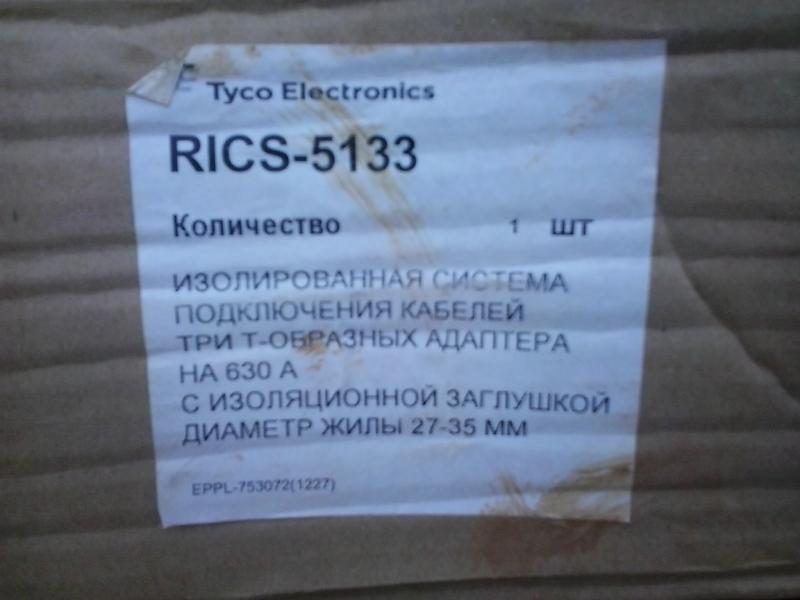 Tyco Electronics
RICS-5133
Количество 1 ШТ
ИЗОЛИРОВАННАЯ СИСТЕМА
ПОДКЛЮЧЕНИЯ КАБЕЛЕЙ
ТРИ Т-ОБРАЗНЫХ АДАПТЕРА
НА 630 А
С ИЗОЛЯЦИОННОЙ ЗАГЛУШКОЙ
ДИАМЕТР ЖИЛЫ 27-35 ММ
EPPL-753072(1227)